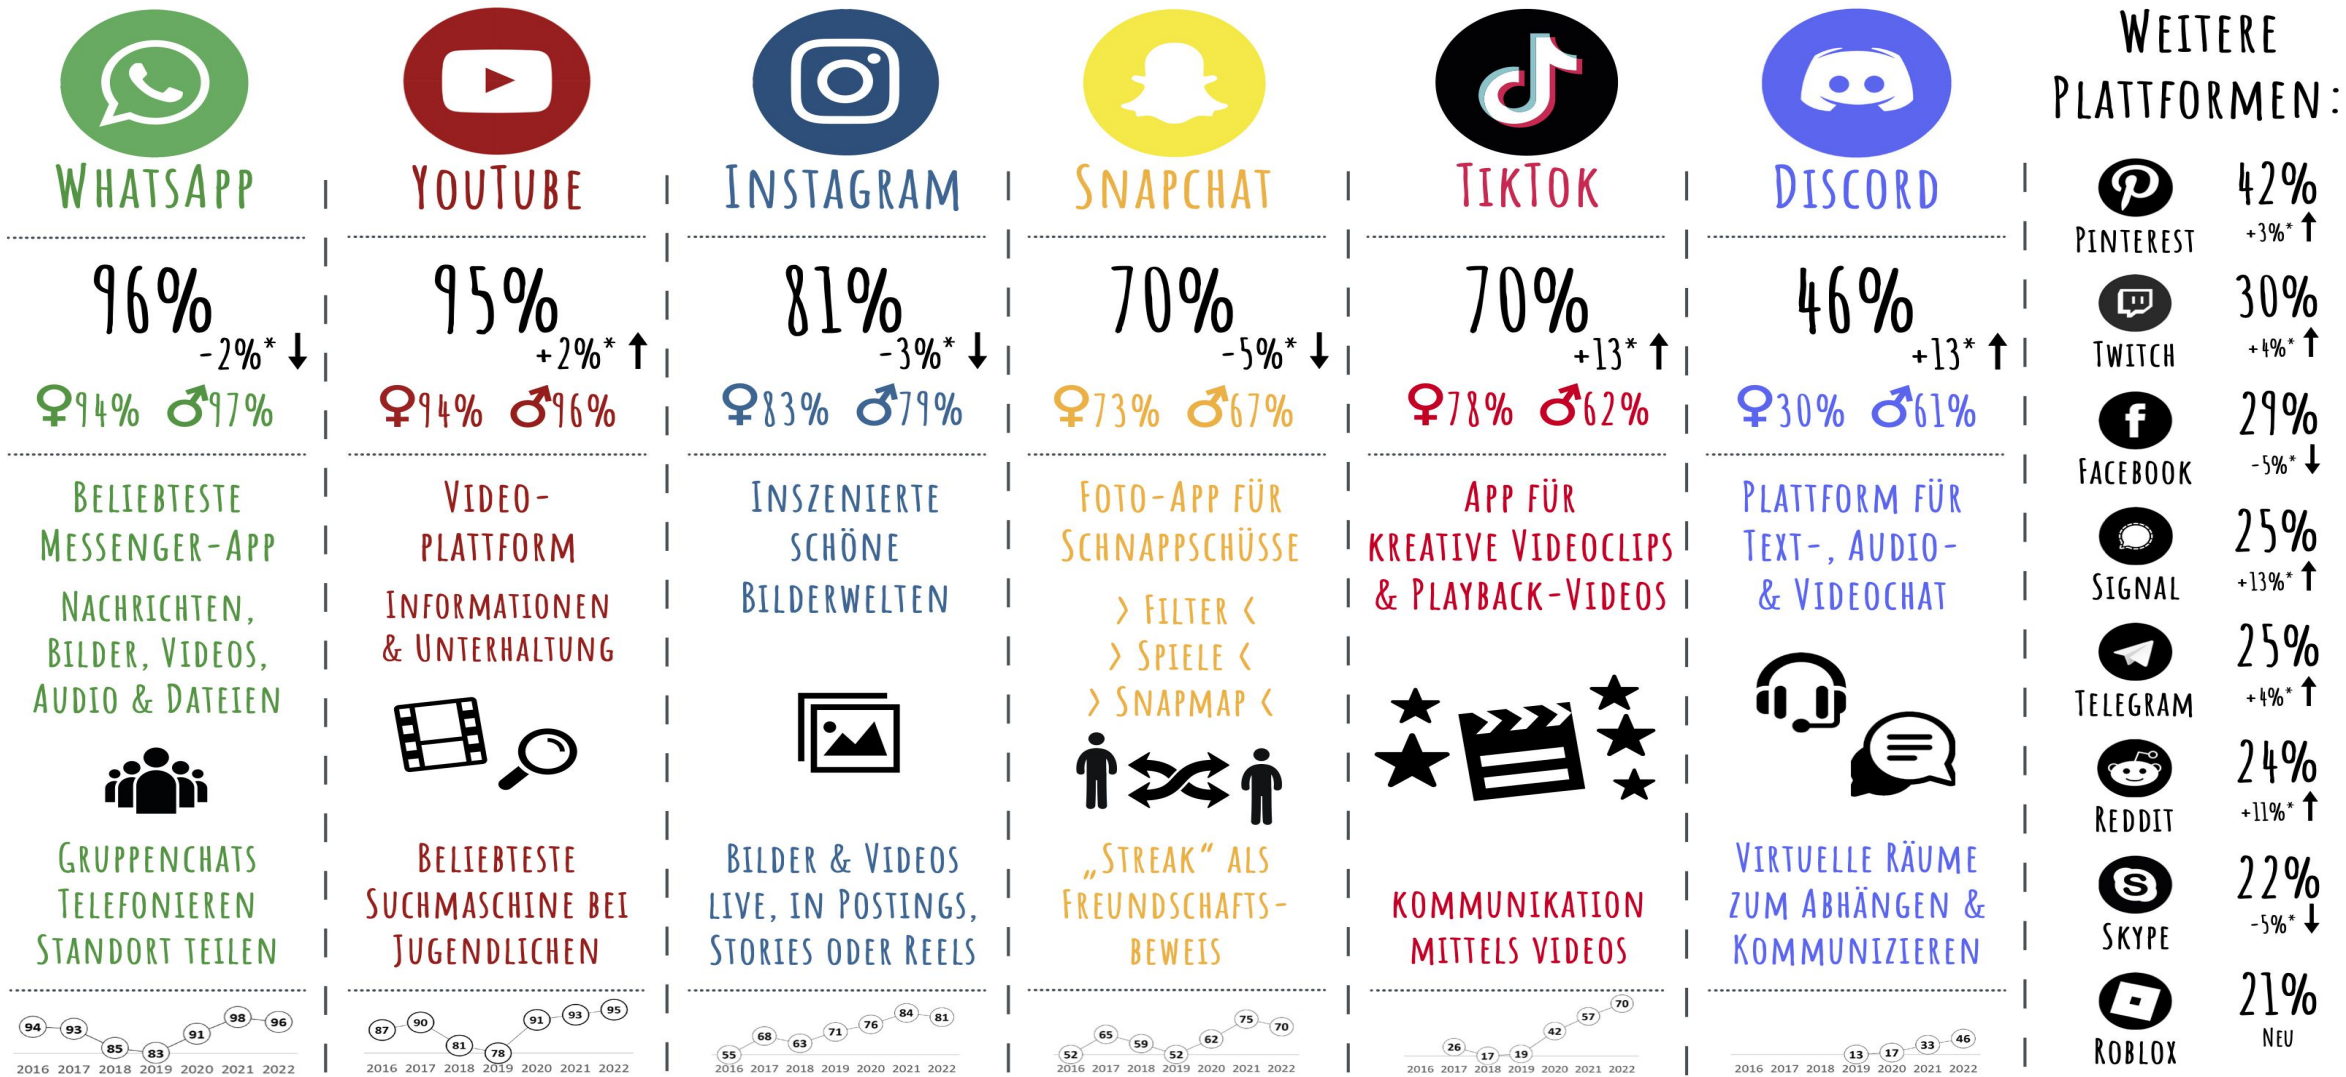 WHATSAPP
96%
-2%* ↓
♀94% ♂97%
BELIEBTESTE
MESSENGER-APP
NACHRICHTEN,
BILDER, VIDEOS,
AUDIO & DATEIEN
GRUPPENCHATS
TELEFONIEREN
STANDORT TEILEN
94 93 85 83 91 98 96
2016 2017 2018 2019 2020 2021 2022
YOUTUBE
95%
+2%* ↑
♀94% ♂96%
VIDEO-
PLATTFORM
INFORMATIONEN
& UNTERHALTUNG
BELIEBTESTE
SUCHMASCHINE BEI
JUGENDLICHEN
87 90 81 78 91 93 95
2016 2017 2018 2019 2020 2021 2022
INSTAGRAM
81%
-3%* ↓
♀83% ♂79%
INSZENIERTE
SCHÖNE
BILDERWELTEN
BILDER & VIDEOS
LIVE, IN POSTINGS,
STORIES ODER REELS
55 68 63 71 76 84 81
2016 2017 2018 2019 2020 2021 2022
SNAPCHAT
70%
-5%* ↓
♀73% ♂67%
FOTO-APP FÜR
SCHNAPPSCHÜSSE
> FILTER <
> SPIELE <
> SNAPMAP <
„STREAK" ALS
FREUNDSCHAFTS-
BEWEIS
52 65 59 52 62 75 70
2016 2017 2018 2019 2020 2021 2022
TIKTOK
70%
+13* ↑
♀78% ♂62%
APP FÜR
KREATIVE VIDEOCLIPS
& PLAYBACK-VIDEOS
KOMMUNIKATION
MITTELS VIDEOS
26 17 19 42 57 70
2016 2017 2018 2019 2020 2021 2022
DISCORD
46%
+13* ↑
♀30% ♂61%
PLATTFORM FÜR
TEXT-, AUDIO-
& VIDEOCHAT
VIRTUELLE RÄUME
ZUM ABHÄNGEN &
KOMMUNIZIEREN
13 17 33 46
2016 2017 2018 2019 2020 2021 2022
WEITERE
PLATTFORMEN:
42%
PINTEREST +3%* ↑
30%
TWITCH +4%* ↑
29%
FACEBOOK -5%* ↓
25%
SIGNAL +13%* ↑
25%
TELEGRAM +4%* ↑
24%
REDDIT +11%* ↑
22%
SKYPE -5%* ↓
21%
ROBLOX NEU